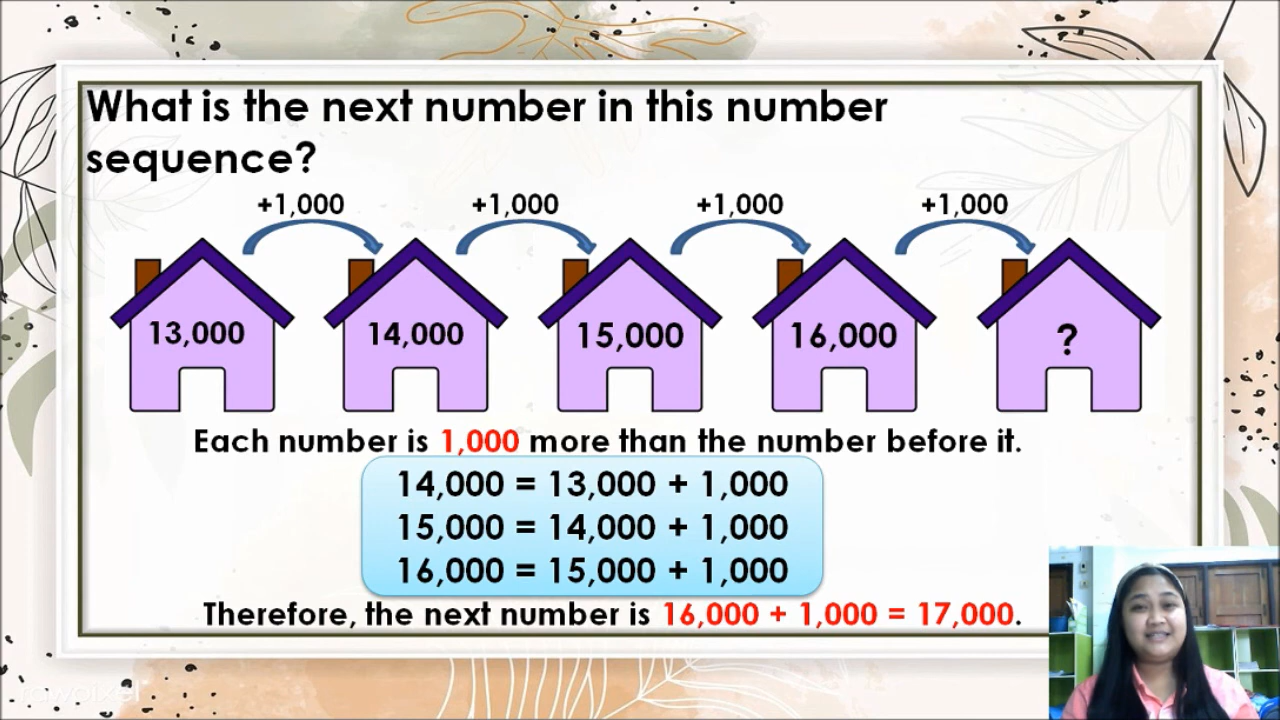 What is the next number in this number
sequence?
+1,000 +1,000 +1,000 +1,000
13,000 14,000 15,000 16,000 ?
Each number is 1,000 more than the number before it.
14,000 = 13,000 + 1,000
15,000 = 14,000 + 1,000
16,000 = 15,000 + 1,000
Therefore, the next number is 16,000 + 1,000 = 17,000.
rawpixel